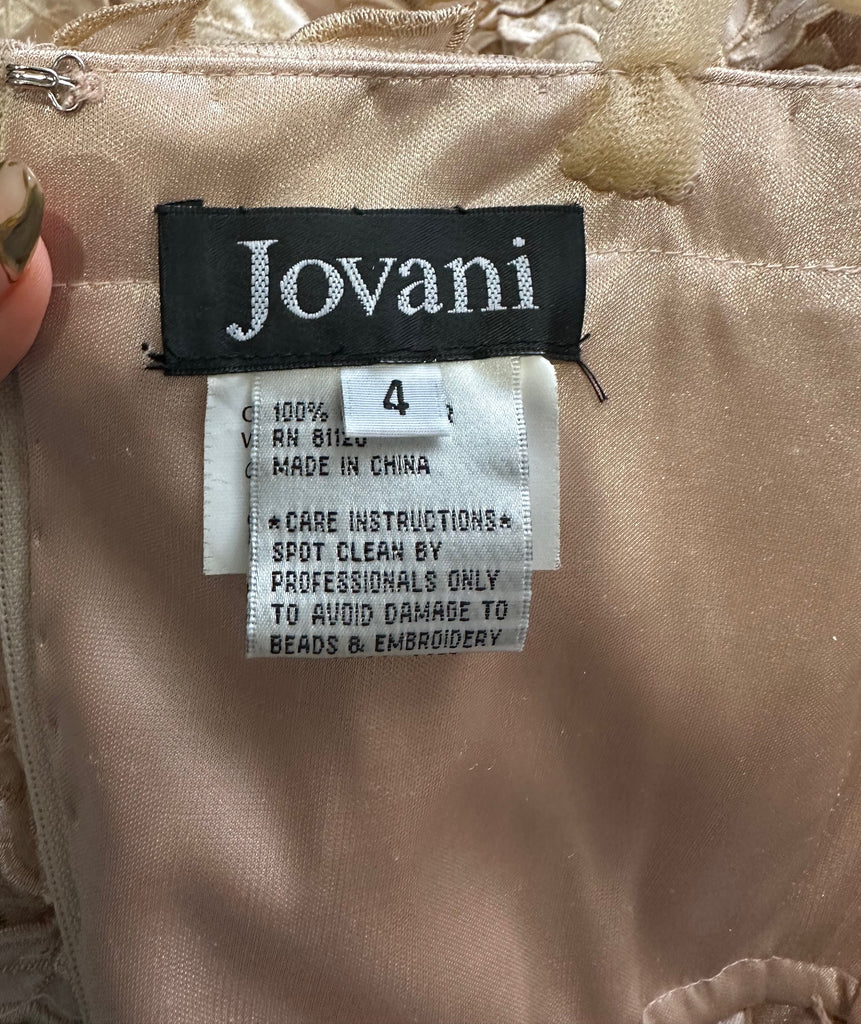 Jovani
4
100%
RN 81120
MADE IN CHINA
★CARE INSTRUCTIONS★
SPOT CLEAN BY
PROFESSIONALS ONLY
TO AVOID DAMAGE TO
BEADS & EMBROIDERY